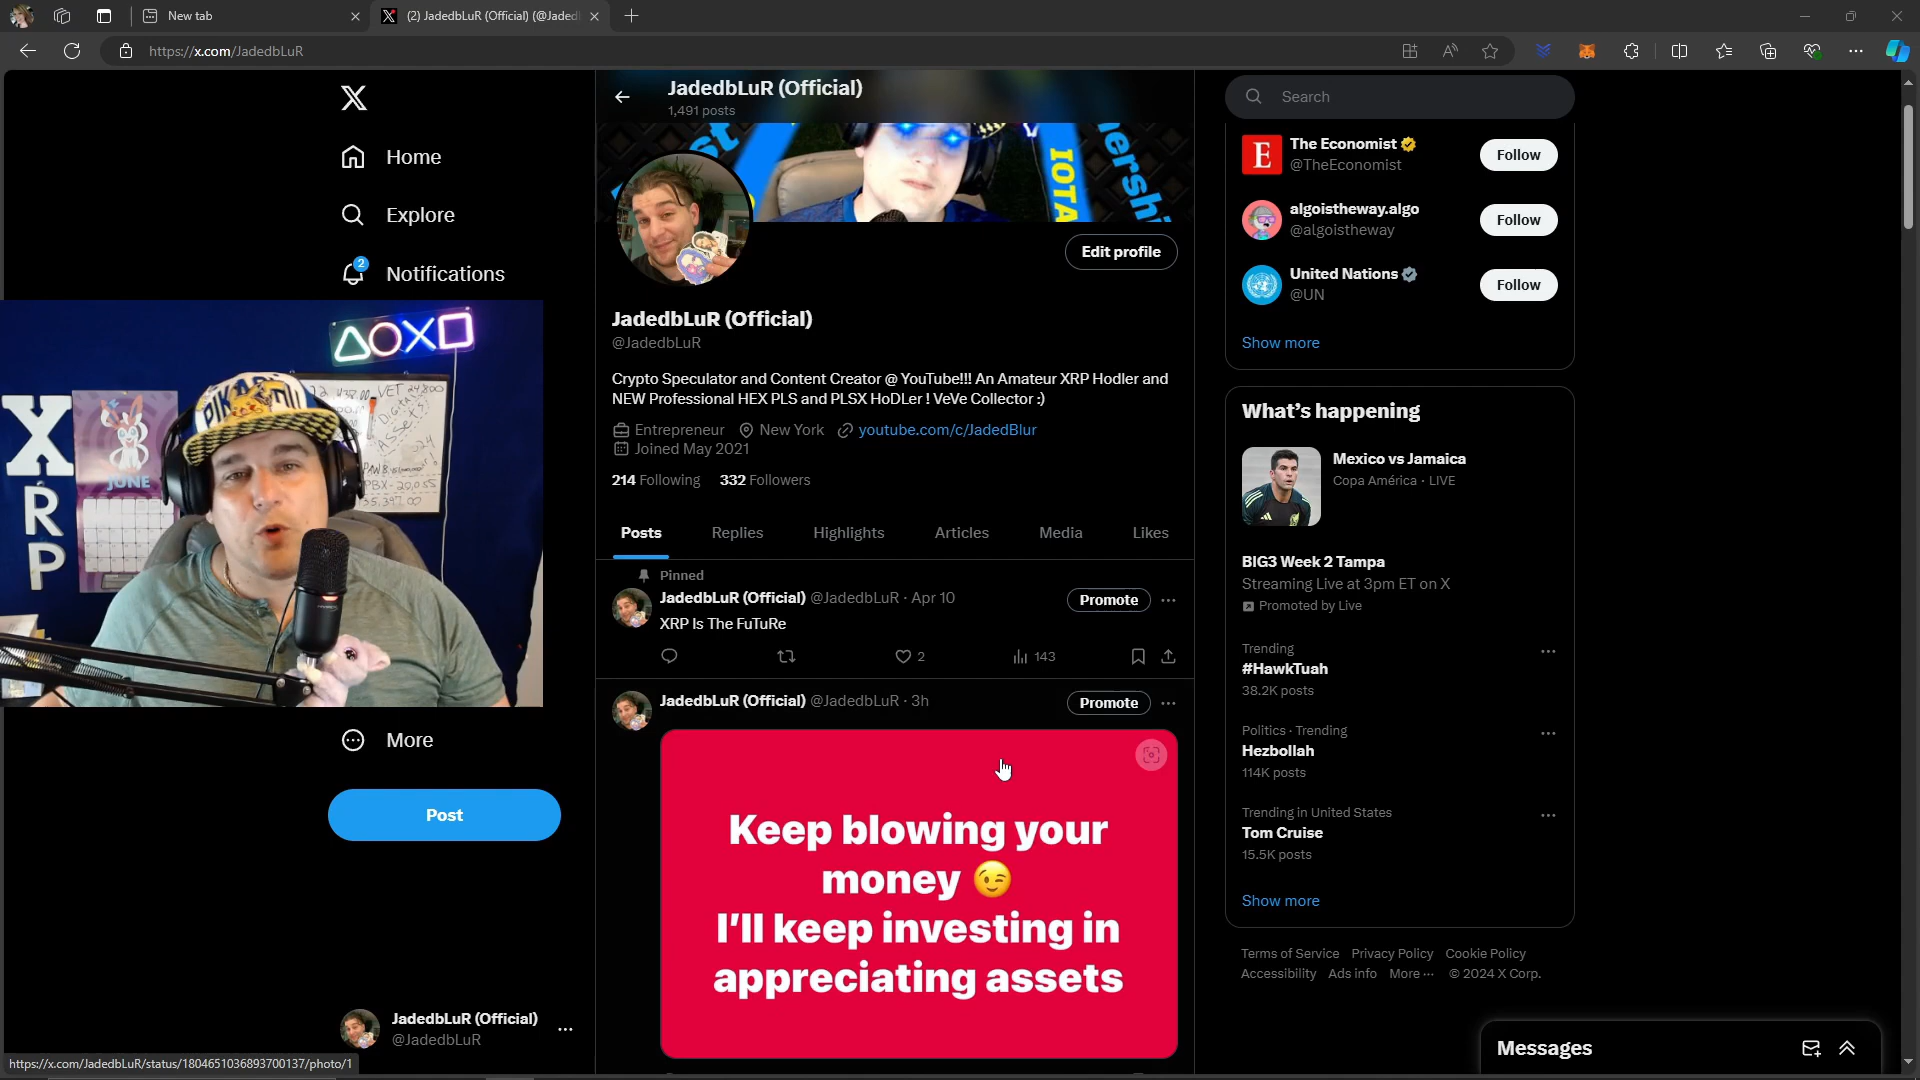 New tab
(2) JadedbLuR (Official) (@Jaded
https://x.com/JadedbLuR
Home
Explore
2
Notifications
More
Post
JadedbLuR (Official)
@JadedbLuR
https://x.com/JadedbLuR/status/1804651036893700137/photo/1
XRP
JUNE
VET 24,800
JadedbLuR (Official)
1,491 posts
IOTA
Edit profile
JadedbLuR (Official)
@JadedbLuR
Crypto Speculator and Content Creator @ YouTube!!! An Amateur XRP Hodler and
NEW Professional HEX PLS and PLSX HoDLer ! VeVe Collector :)
Entrepreneur New York youtube.com/c/JadedBlur
Joined May 2021
214 Following 332 Followers
Posts Replies Highlights Articles Media Likes
Pinned
JadedbLuR (Official) @JadedbLuR · Apr 10
Promote
XRP Is The FuTuRe
2 143
JadedbLuR (Official) @JadedbLuR · 3h
Promote
Keep blowing your
money 😉
I'll keep investing in
appreciating assets
Search
The Economist
@TheEconomist
Follow
algoistheway.algo
@algoistheway
Follow
United Nations
@UN
Follow
Show more
What's happening
Mexico vs Jamaica
Copa América · LIVE
BIG3 Week 2 Tampa
Streaming Live at 3pm ET on X
Promoted by Live
Trending
#HawkTuah
38.2K posts
Politics · Trending
Hezbollah
114K posts
Trending in United States
Tom Cruise
15.5K posts
Show more
Terms of Service Privacy Policy Cookie Policy
Accessibility Ads info More ··· © 2024 X Corp.
Messages